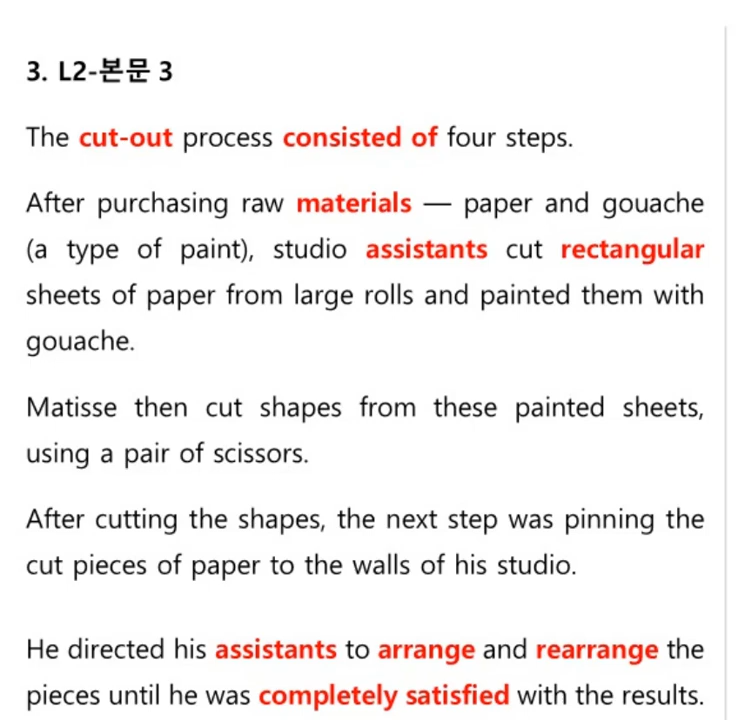 3. L2-본문 3
The cut-out process consisted of four steps.
After purchasing raw materials — paper and gouache
(a type of paint), studio assistants cut rectangular
sheets of paper from large rolls and painted them with
gouache.
Matisse then cut shapes from these painted sheets,
using a pair of scissors.
After cutting the shapes, the next step was pinning the
cut pieces of paper to the walls of his studio.
He directed his assistants to arrange and rearrange the
pieces until he was completely satisfied with the results.